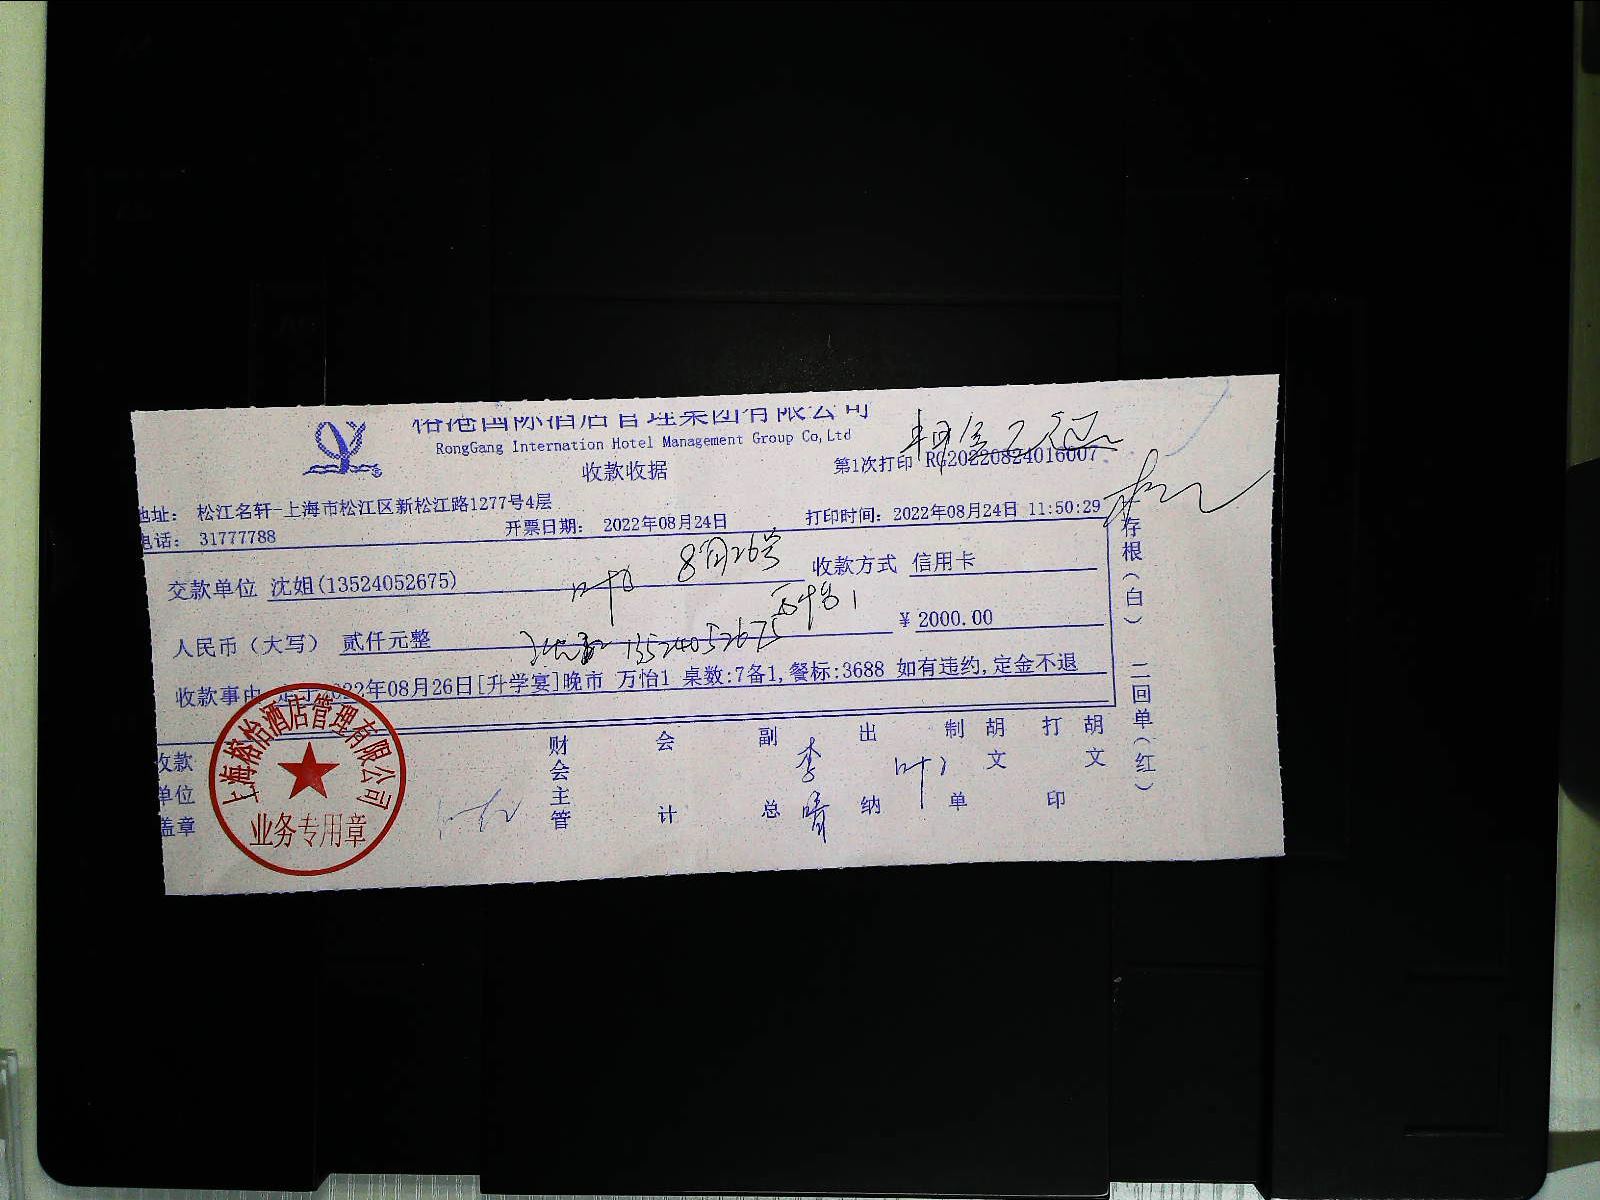 国际酒店管理集团有限公司
RongGang Internation Hotel Management Group Co,Ltd
收款收据
第1次打印 RG20220824016007
地址： 松江名轩-上海市松江区新松江路1277号4层
电话： 31777788
开票日期： 2022年08月24日
打印时间：2022年08月24日 11:50:29
交款单位 沈姐(13524052675)
8月26号
收款方式 信用卡
人民币（大写） 贰仟元整
13524052675
￥2000.00
收款事由 定于2022年08月26日[升学宴]晚市 万怡1 桌数:7备1,餐标:3688 如有违约,定金不退
收款单位盖章
上海榕怡酒店管理有限公司
业务专用章
财会主管
会计
副总
李晴
出纳
叶
制单
胡文
打印
胡文
存根（白） 二回单（红）